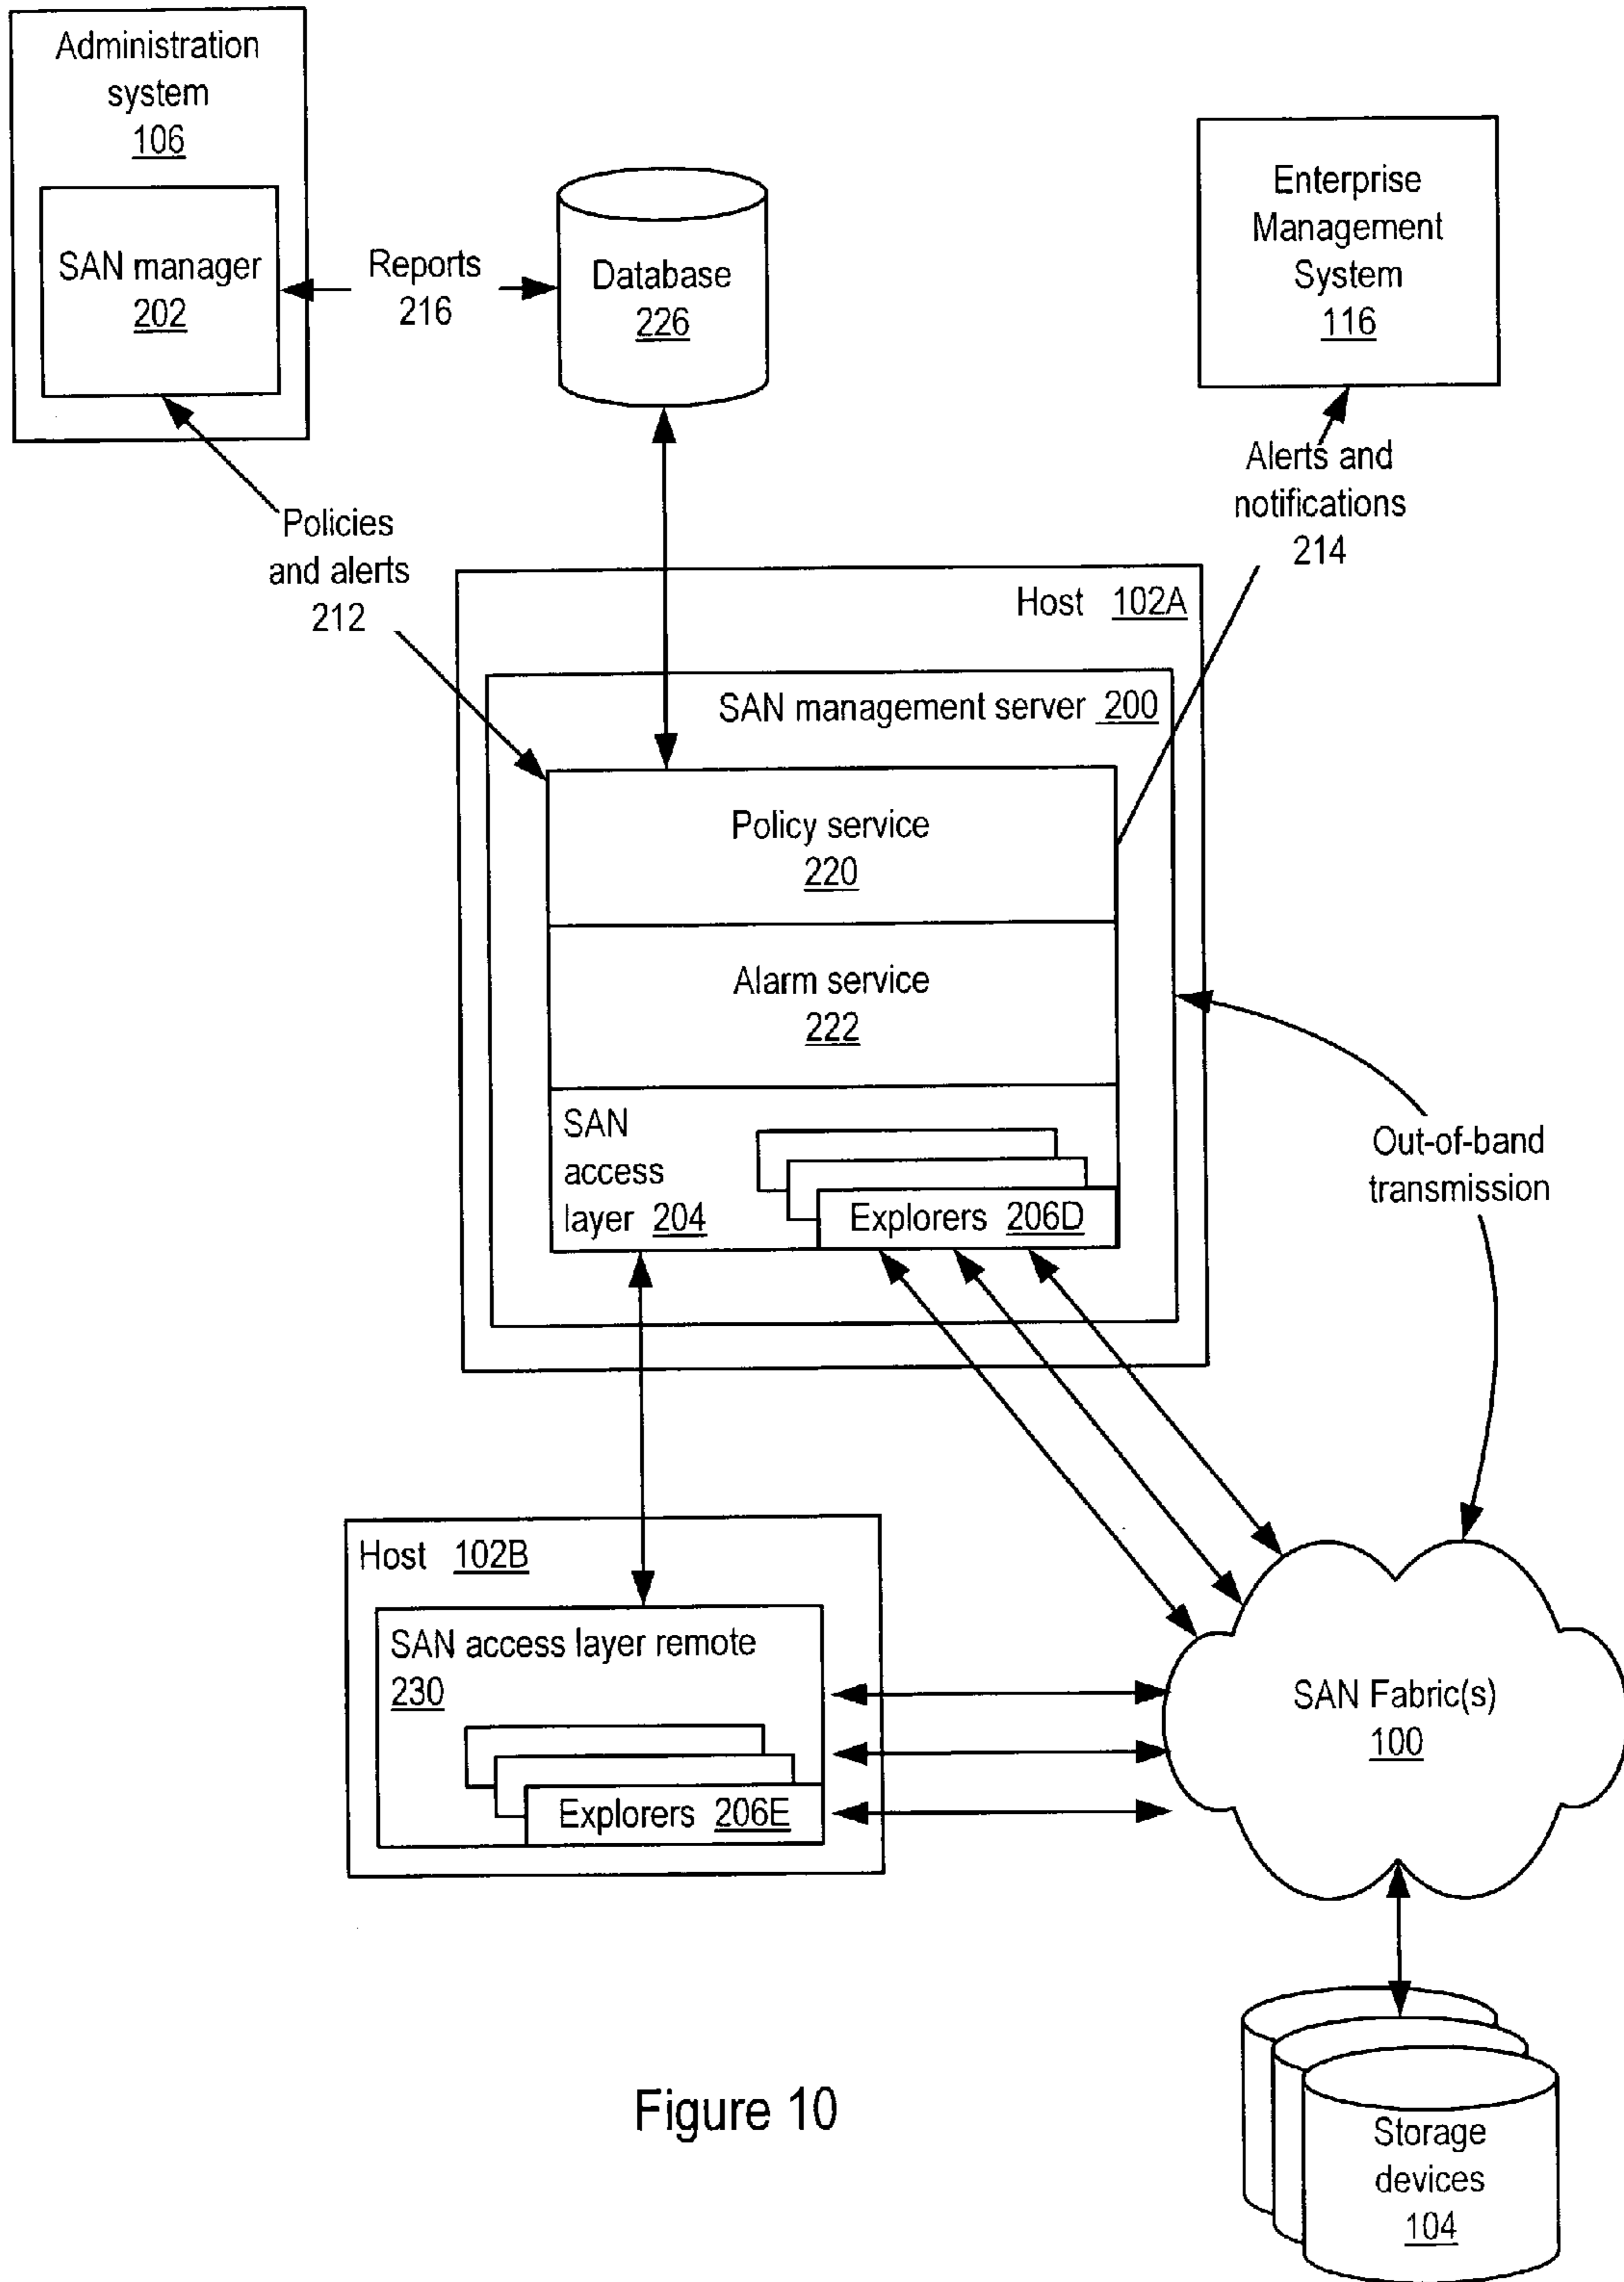 Administration
system
106
SAN manager
202
Reports
216
Database
226
Enterprise
Management
System
116
Policies
and alerts
212
Alerts and
notifications
214
Host 102A
SAN management server 200
Policy service
220
Alarm service
222
SAN
access
layer 204
Explorers 206D
Out-of-band
transmission
Host 102B
SAN access layer remote
230
Explorers 206E
SAN Fabric(s)
100
Storage
devices
104
Figure 10